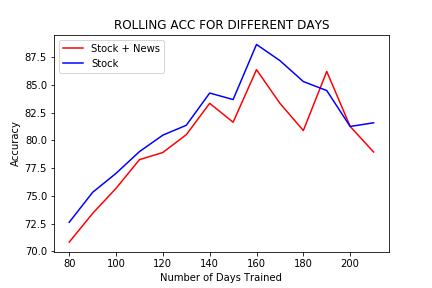 ROLLING ACC FOR DIFFERENT DAYS
Stock + News
Stock
87.5
85.0
82.5
80.0
77.5
75.0
72.5
70.0
Accuracy
80 100 120 140 160 180 200
Number of Days Trained